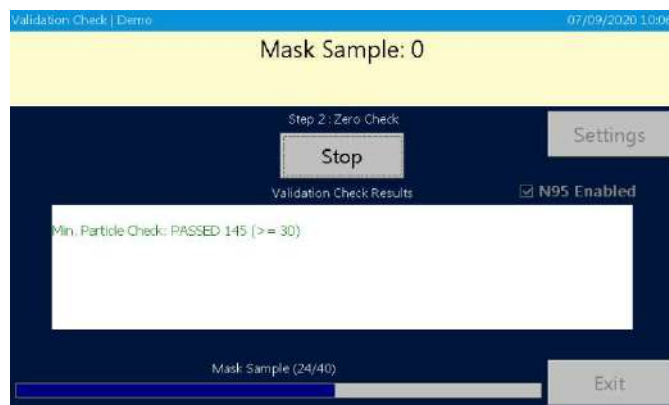 Validation Check | Demo
07/09/2020 10:06
Mask Sample: 0
Step 2 : Zero Check
Settings
Stop
Validation Check Results
N95 Enabled
Min. Particle Check: PASSED 145 (>= 30)
Mask Sample (24/40)
Exit